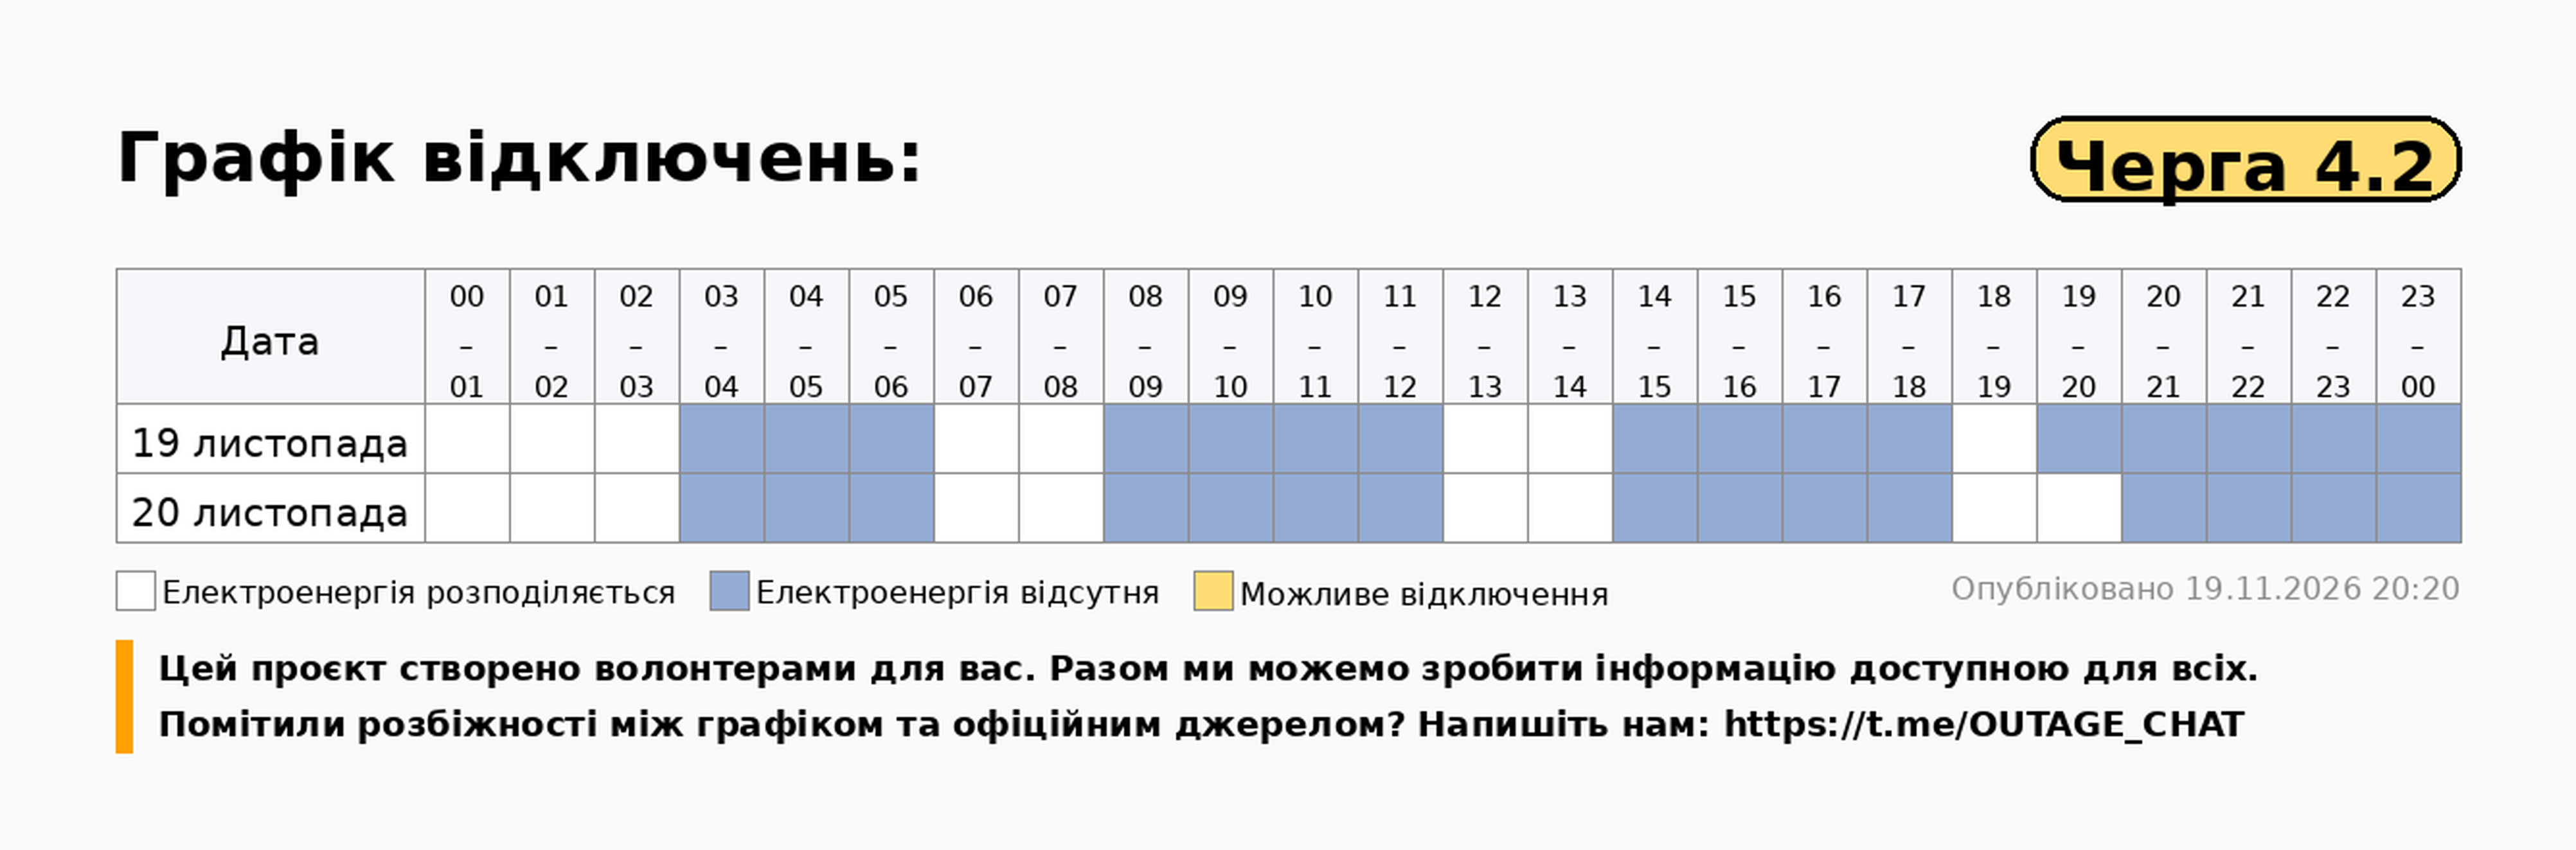 Графік відключень:
Черга 4.2
Дата 00 – 01 01 – 02 02 – 03 03 – 04 04 – 05 05 – 06 06 – 07 07 – 08 08 – 09 09 – 10 10 – 11 11 – 12 12 – 13 13 – 14 14 – 15 15 – 16 16 – 17 17 – 18 18 – 19 19 – 20 20 – 21 21 – 22 22 – 23 23 – 00
19 листопада
20 листопада
Електроенергія розподіляється Електроенергія відсутня Можливе відключення Опубліковано 19.11.2026 20:20
Цей проєкт створено волонтерами для вас. Разом ми можемо зробити інформацію доступною для всіх.
Помітили розбіжності між графіком та офіційним джерелом? Напишіть нам: https://t.me/OUTAGE_CHAT